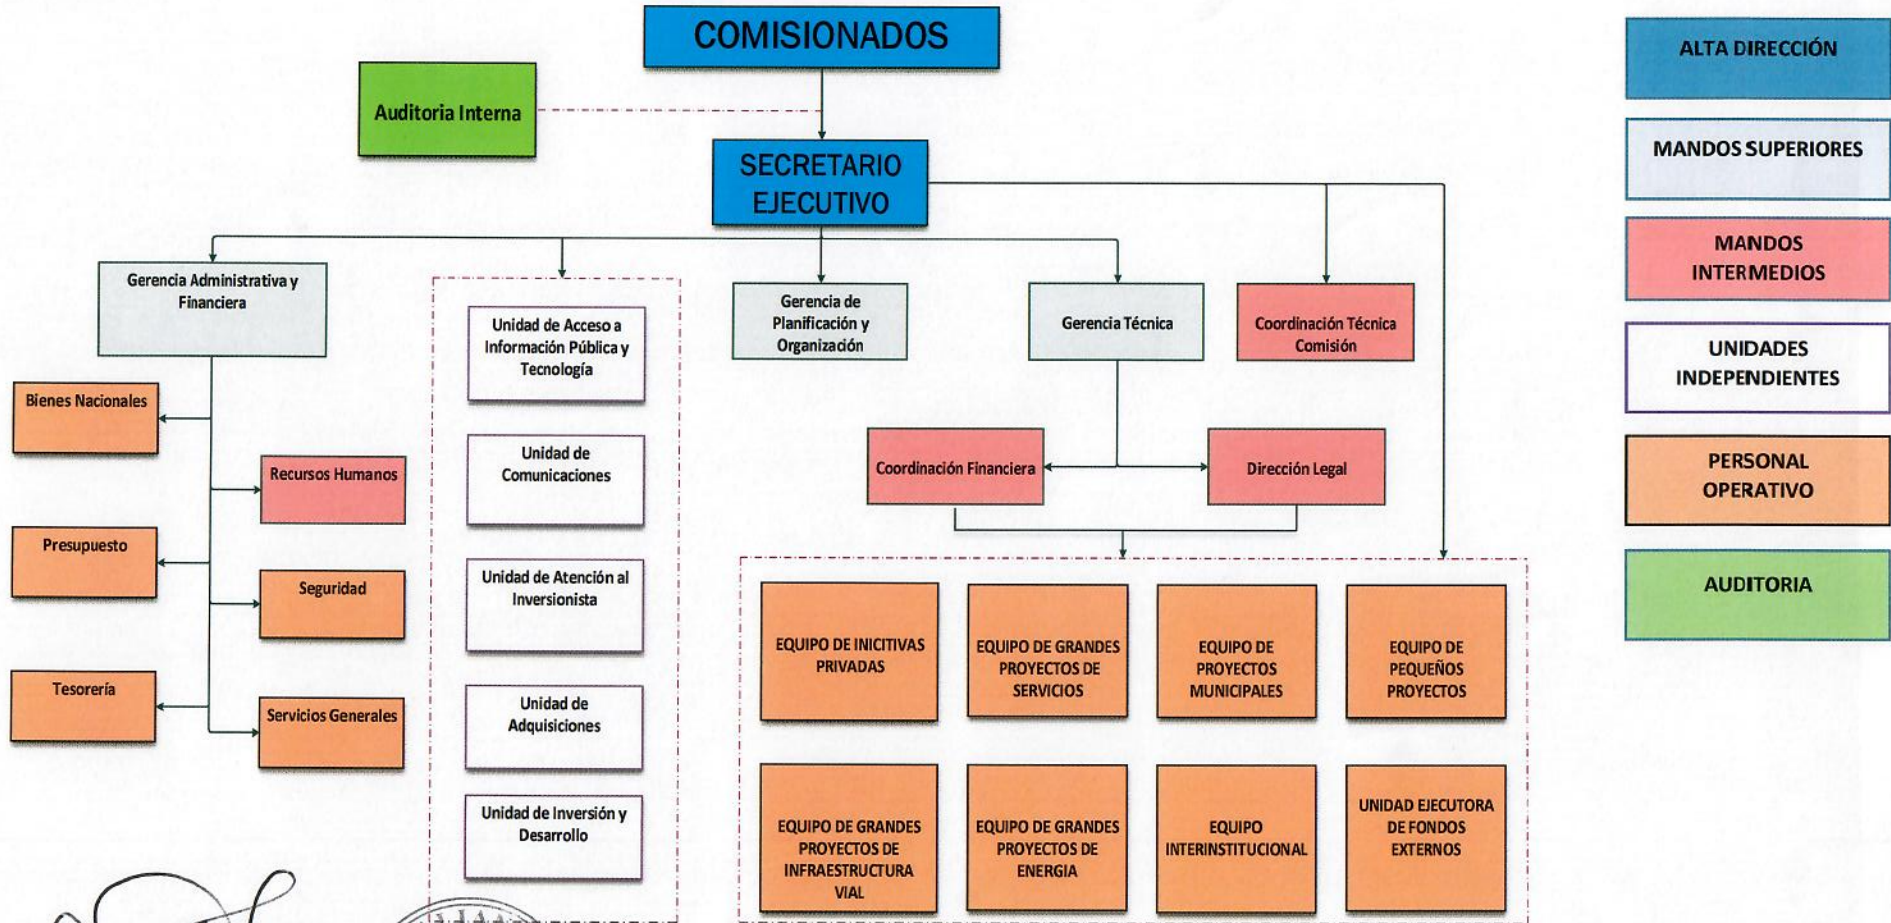 COMISIONADOS
Auditoria Interna
SECRETARIO
EJECUTIVO
Gerencia Administrativa y
Financiera
Bienes Nacionales
Recursos Humanos
Presupuesto
Seguridad
Tesorería
Servicios Generales
Unidad de Acceso a
Información Pública y
Tecnología
Unidad de
Comunicaciones
Unidad de Atención al
Inversionista
Unidad de
Adquisiciones
Unidad de Inversión y
Desarrollo
Gerencia de
Planificación y
Organización
Gerencia Técnica
Coordinación Técnica
Comisión
Coordinación Financiera
Dirección Legal
EQUIPO DE INICITIVAS
PRIVADAS
EQUIPO DE GRANDES
PROYECTOS DE
SERVICIOS
EQUIPO DE
PROYECTOS
MUNICIPALES
EQUIPO DE
PEQUEÑOS
PROYECTOS
EQUIPO DE GRANDES
PROYECTOS DE
INFRAESTRUCTURA
VIAL
EQUIPO DE GRANDES
PROYECTOS DE
ENERGIA
EQUIPO
INTERINSTITUCIONAL
UNIDAD EJECUTORA
DE FONDOS
EXTERNOS
ALTA DIRECCIÓN
MANDOS SUPERIORES
MANDOS
INTERMEDIOS
UNIDADES
INDEPENDIENTES
PERSONAL
OPERATIVO
AUDITORIA